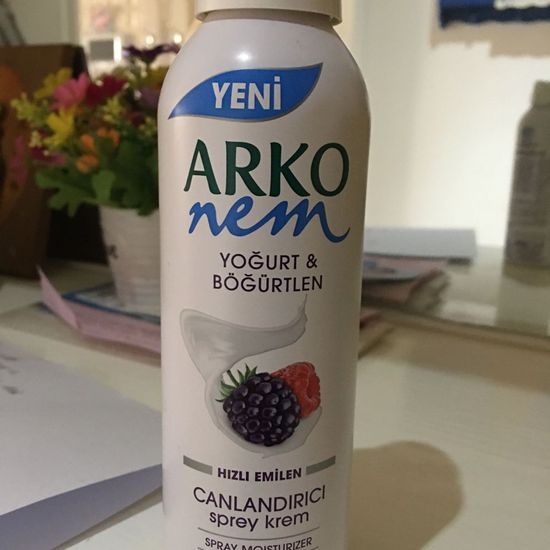 YENİ
ARKO
nem
YOĞURT &
BÖĞÜRTLEN
HIZLI EMİLEN
CANLANDIRICI
sprey krem
SPRAY MOISTURIZER